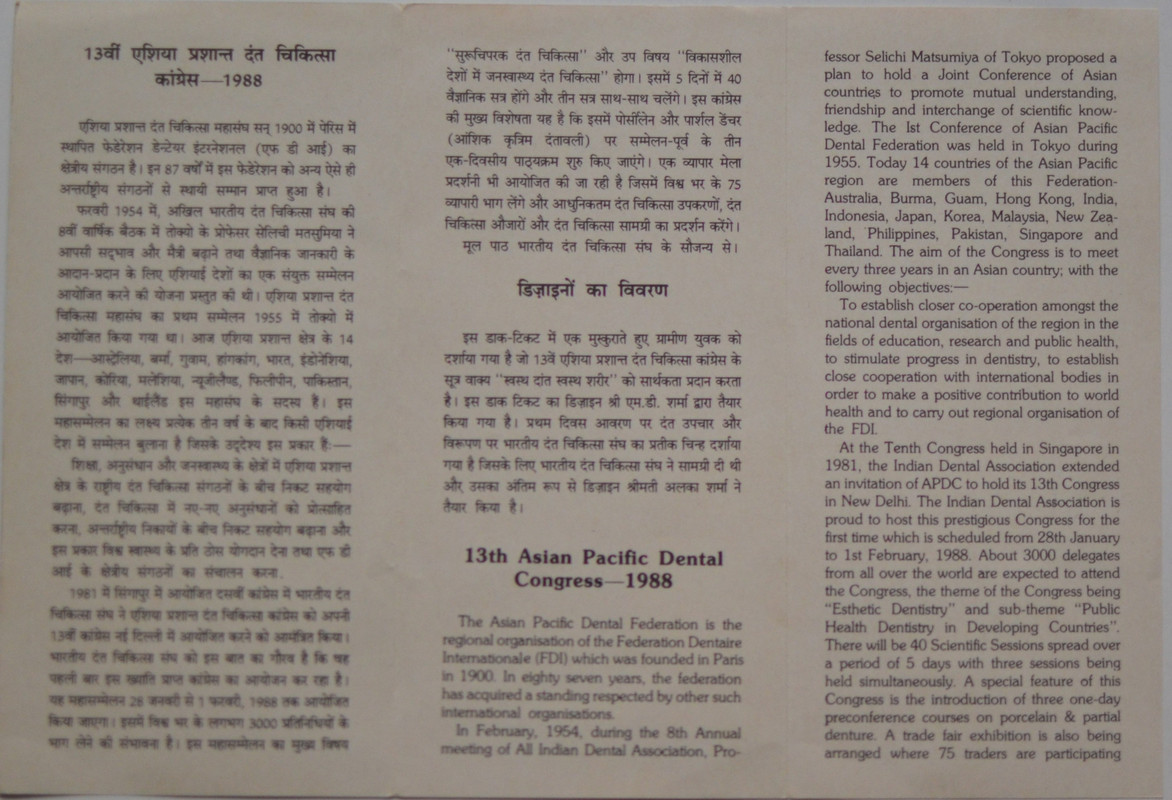 13वीं एशिया प्रशान्त दंत चिकित्सा
कांग्रेस—1988
एशिया प्रशान्त दंत चिकित्सा महासंघ सन् 1900 में पेरिस में
स्थापित फेडेरेशन डेन्टेयर इंटरनेशनल (एफ डी आई) का
क्षेत्रीय संगठन है। इन 87 वर्षों में इस फेडेरेशन को अन्य ऐसे ही
अन्तर्राष्ट्रीय संगठनों से स्थायी सम्मान प्राप्त हुआ है।
फरवरी 1954 में, अखिल भारतीय दंत चिकित्सा संघ की
8वीं वार्षिक बैठक में तोक्यो के प्रोफेसर सेलिची मतसुमिया ने
आपसी सद्‌भाव और मैत्री बढ़ाने तथा वैज्ञानिक जानकारी के
आदान-प्रदान के लिए एशियाई देशों का एक संयुक्त सम्मेलन
आयोजित करने की योजना प्रस्तुत की थी। एशिया प्रशान्त दंत
चिकित्सा महासंघ का प्रथम सम्मेलन 1955 में तोक्यो में
आयोजित किया गया था। आज एशिया प्रशान्त क्षेत्र के 14
देश—आस्ट्रेलिया, बर्मा, गुवाम, हांगकांग, भारत, इंडोनेशिया,
जापान, कोरिया, मलेशिया, न्यूजीलैण्ड, फिलीपीन, पाकिस्तान,
सिंगापुर और थाईलैंड इस महासंघ के सदस्य हैं। इस
महासम्मेलन का लक्ष्य प्रत्येक तीन वर्ष के बाद किसी एशियाई
देश में सम्मेलन बुलाना है जिसके उद्‌देश्य इस प्रकार हैं:—
शिक्षा, अनुसंधान और जनस्वास्थ्य के क्षेत्रों में एशिया प्रशान्त
क्षेत्र के राष्ट्रीय दंत चिकित्सा संगठनों के बीच निकट सहयोग
बढ़ाना, दंत चिकित्सा में नए-नए अनुसंधानों को प्रोत्साहित
करना, अन्तर्राष्ट्रीय निकायों के बीच निकट सहयोग बढ़ाना और
इस प्रकार विश्व स्वास्थ्य के प्रति ठोस योगदान देना तथा एफ डी
आई के क्षेत्रीय संगठनों का संचालन करना.
1981 में सिंगापुर में आयोजित दसवीं कांग्रेस में भारतीय दंत
चिकित्सा संघ ने एशिया प्रशान्त दंत चिकित्सा कांग्रेस को अपनी
13वीं कांग्रेस नई दिल्ली में आयोजित करने को आमंत्रित किया।
भारतीय दंत चिकित्सा संघ को इस बात का गौरव है कि वह
पहली बार इस ख्याति प्राप्त कांग्रेस का आयोजन कर रहा है।
यह महासम्मेलन 28 जनवरी से 1 फरवरी, 1988 तक आयोजित
किया जाएगा। इसमें विश्व भर के लगभग 3000 प्रतिनिधियों के
भाग लेने की संभावना है। इस महासम्मेलन का मुख्य विषय
"सुरूचिपरक दंत चिकित्सा" और उप विषय "विकासशील
देशों में जनस्वास्थ्य दंत चिकित्सा" होगा। इसमें 5 दिनों में 40
वैज्ञानिक सत्र होंगे और तीन सत्र साथ-साथ चलेंगे। इस कांग्रेस
की मुख्य विशेषता यह है कि इसमें पोर्सीलेन और पार्शल डेंचर
(आंशिक कृत्रिम दंतावली) पर सम्मेलन-पूर्व के तीन
एक-दिवसीय पाठ्‌यक्रम शुरु किए जाएंगे। एक व्यापार मेला
प्रदर्शनी भी आयोजित की जा रही है जिसमें विश्व भर के 75
व्यापारी भाग लेंगे और आधुनिकतम दंत चिकित्सा उपकरणों, दंत
चिकित्सा औजारों और दंत चिकित्सा सामग्री का प्रदर्शन करेंगे।
मूल पाठ भारतीय दंत चिकित्सा संघ के सौजन्य से।
डिज़ाइनों का विवरण
इस डाक-टिकट में एक मुस्कुराते हुए ग्रामीण युवक को
दर्शाया गया है जो 13वें एशिया प्रशान्त दंत चिकित्सा कांग्रेस के
सूत्र वाक्य "स्वस्थ दांत स्वस्थ शरीर" को सार्थकता प्रदान करता
है। इस डाक टिकट का डिज़ाइन श्री एम.डी. शर्मा द्वारा तैयार
किया गया है। प्रथम दिवस आवरण पर दंत उपचार और
विरूपण पर भारतीय दंत चिकित्सा संघ का प्रतीक चिन्ह दर्शाया
गया है जिसके लिए भारतीय दंत चिकित्सा संघ ने सामग्री दी थी
और उसका अंतिम रूप से डिज़ाइन श्रीमती अलका शर्मा ने
तैयार किया है।
13th Asian Pacific Dental
Congress—1988
The Asian Pacific Dental Federation is the
regional organisation of the Federation Dentaire
Internationale (FDI) which was founded in Paris
in 1900. In eighty seven years, the federation
has acquired a standing respected by other such
international organisations.
In February, 1954, during the 8th Annual
meeting of All Indian Dental Association, Pro-
fessor Selichi Matsumiya of Tokyo proposed a
plan to hold a Joint Conference of Asian
countries to promote mutual understanding,
friendship and interchange of scientific know-
ledge. The Ist Conference of Asian Pacific
Dental Federation was held in Tokyo during
1955. Today 14 countries of the Asian Pacific
region are members of this Federation-
Australia, Burma, Guam, Hong Kong, India,
Indonesia, Japan, Korea, Malaysia, New Zea-
land, Philippines, Pakistan, Singapore and
Thailand. The aim of the Congress is to meet
every three years in an Asian country; with the
following objectives:—
To establish closer co-operation amongst the
national dental organisation of the region in the
fields of education, research and public health,
to stimulate progress in dentistry, to establish
close cooperation with international bodies in
order to make a positive contribution to world
health and to carry out regional organisation of
the FDI.
At the Tenth Congress held in Singapore in
1981, the Indian Dental Association extended
an invitation of APDC to hold its 13th Congress
in New Delhi. The Indian Dental Association is
proud to host this prestigious Congress for the
first time which is scheduled from 28th January
to 1st February, 1988. About 3000 delegates
from all over the world are expected to attend
the Congress, the theme of the Congress being
"Esthetic Dentistry" and sub-theme "Public
Health Dentistry in Developing Countries".
There will be 40 Scientific Sessions spread over
a period of 5 days with three sessions being
held simultaneously. A special feature of this
Congress is the introduction of three one-day
preconference courses on porcelain & partial
denture. A trade fair exhibition is also being
arranged where 75 traders are participating